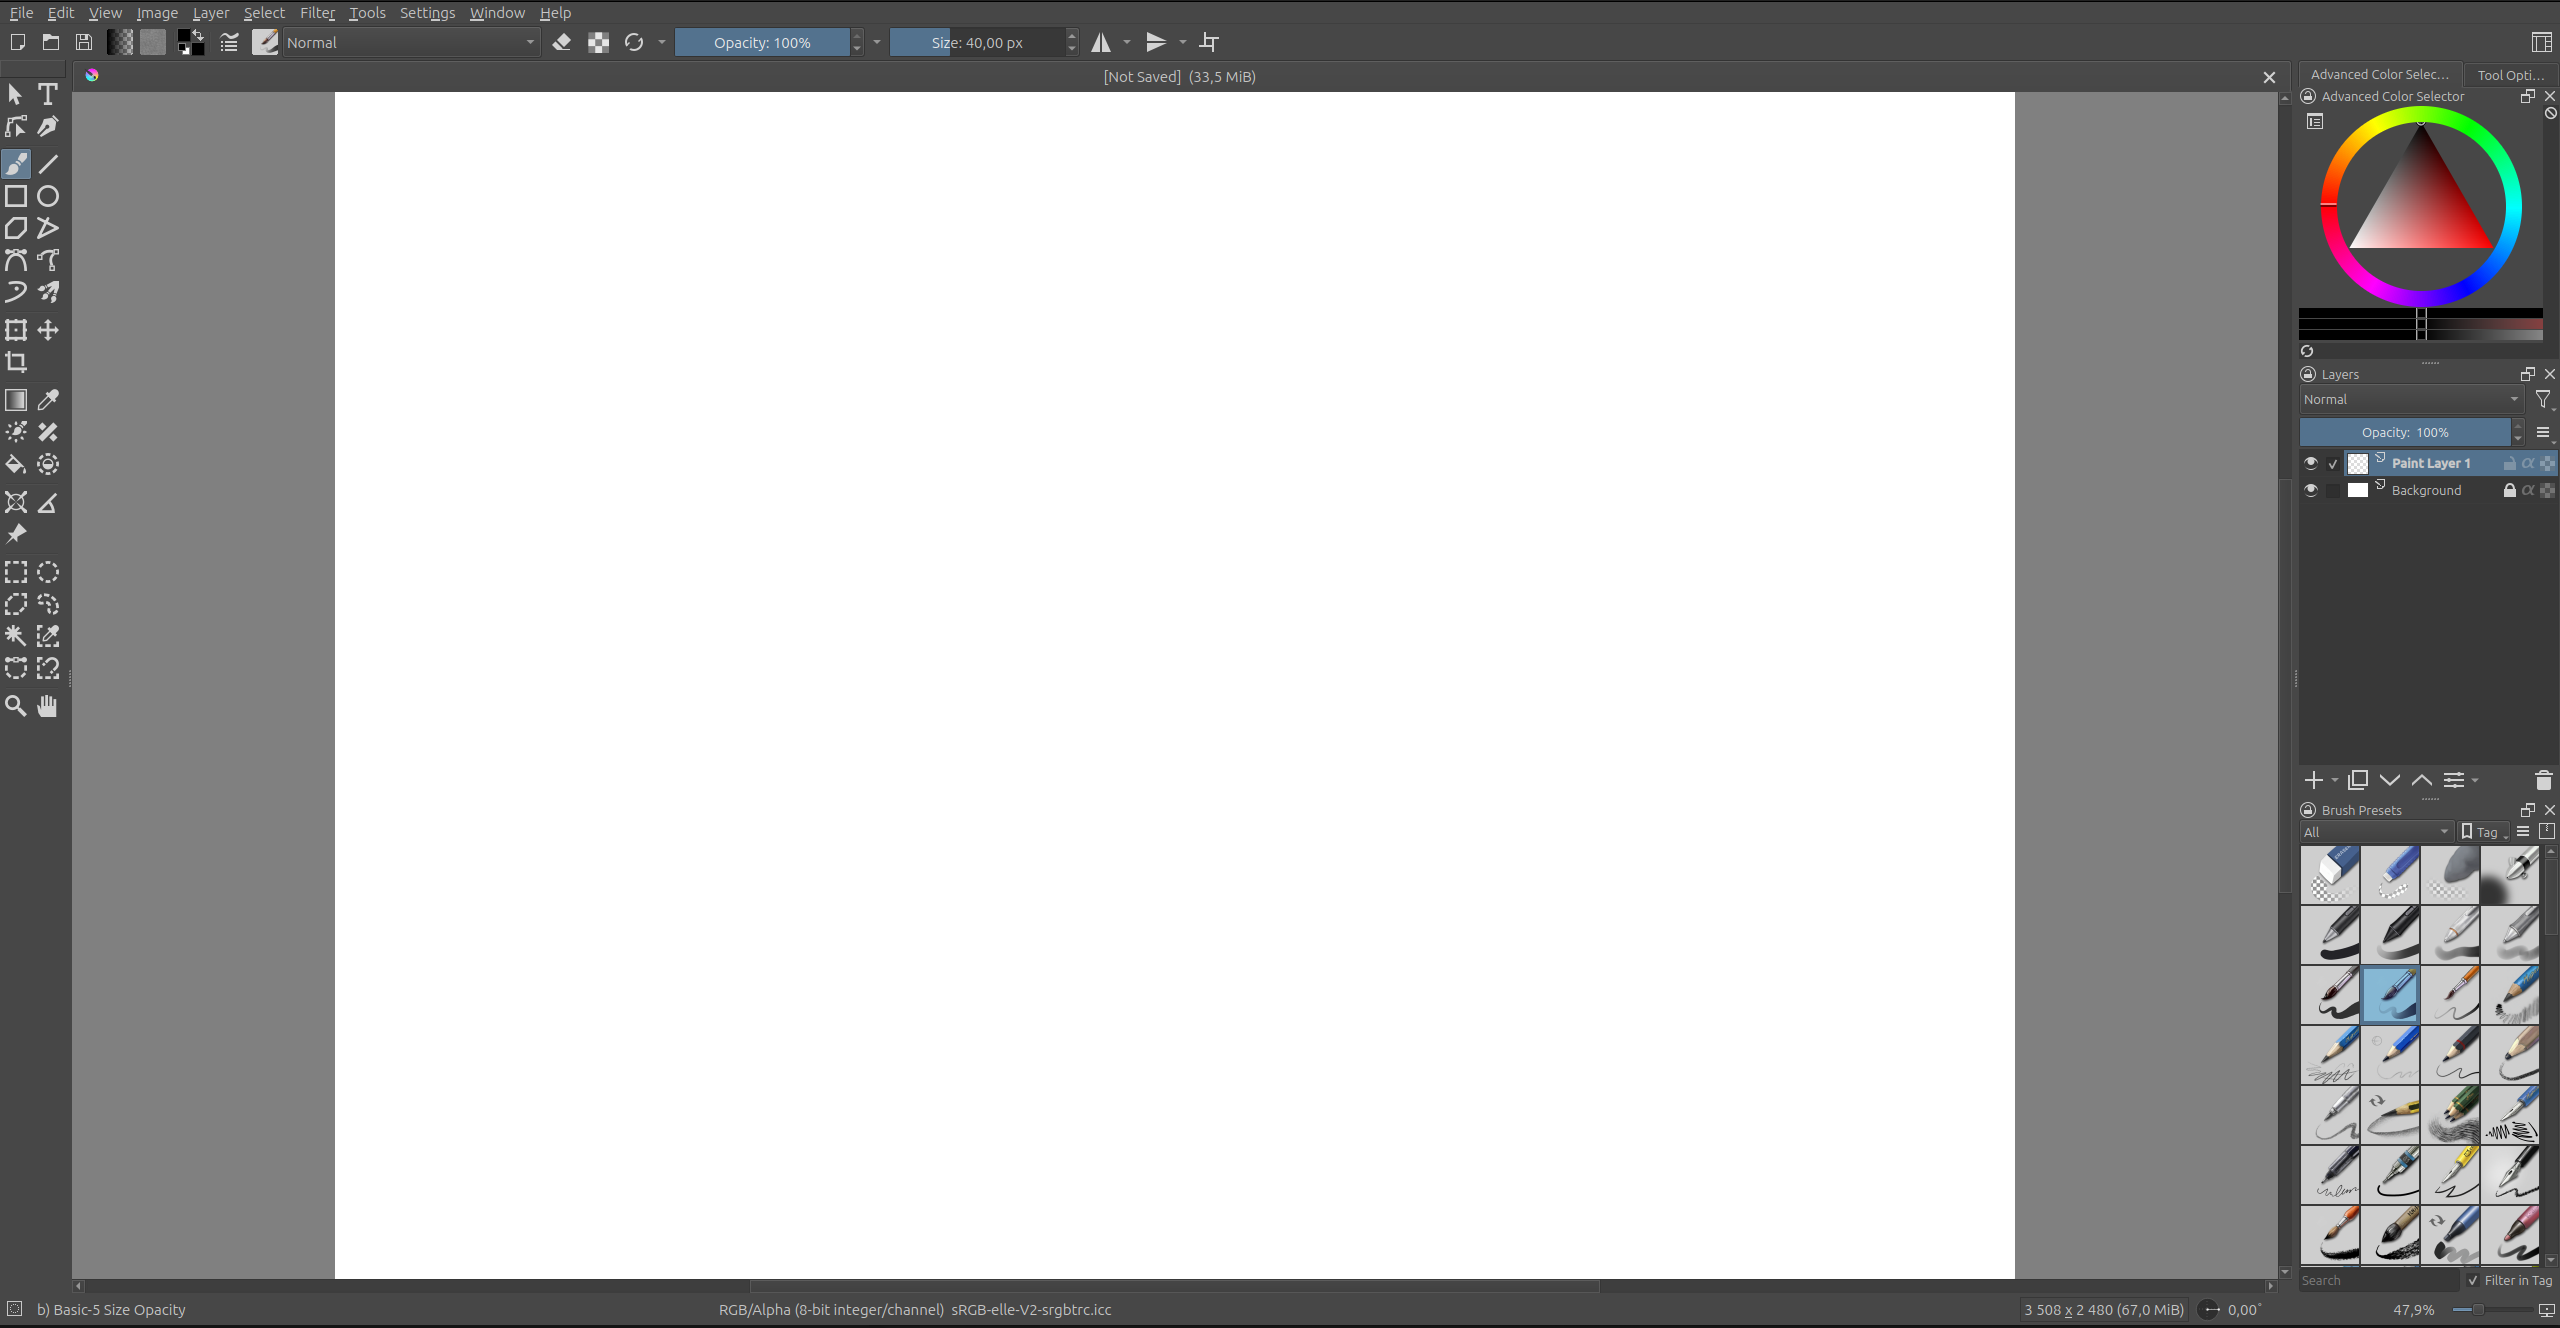 File Edit View Image Layer Select Filter Tools Settings Window Help
Normal
Opacity: 100%
Size: 40,00 px
[Not Saved] (33,5 MiB)
Advanced Color Selec...
Tool Opti...
Advanced Color Selector
Layers
Normal
Opacity: 100%
Paint Layer 1
Background
Brush Presets
All
Tag
Search
Filter in Tag
b) Basic-5 Size Opacity
RGB/Alpha (8-bit integer/channel) sRGB-elle-V2-srgbtrc.icc
3 508 x 2 480 (67,0 MiB)
0,00°
47,9%